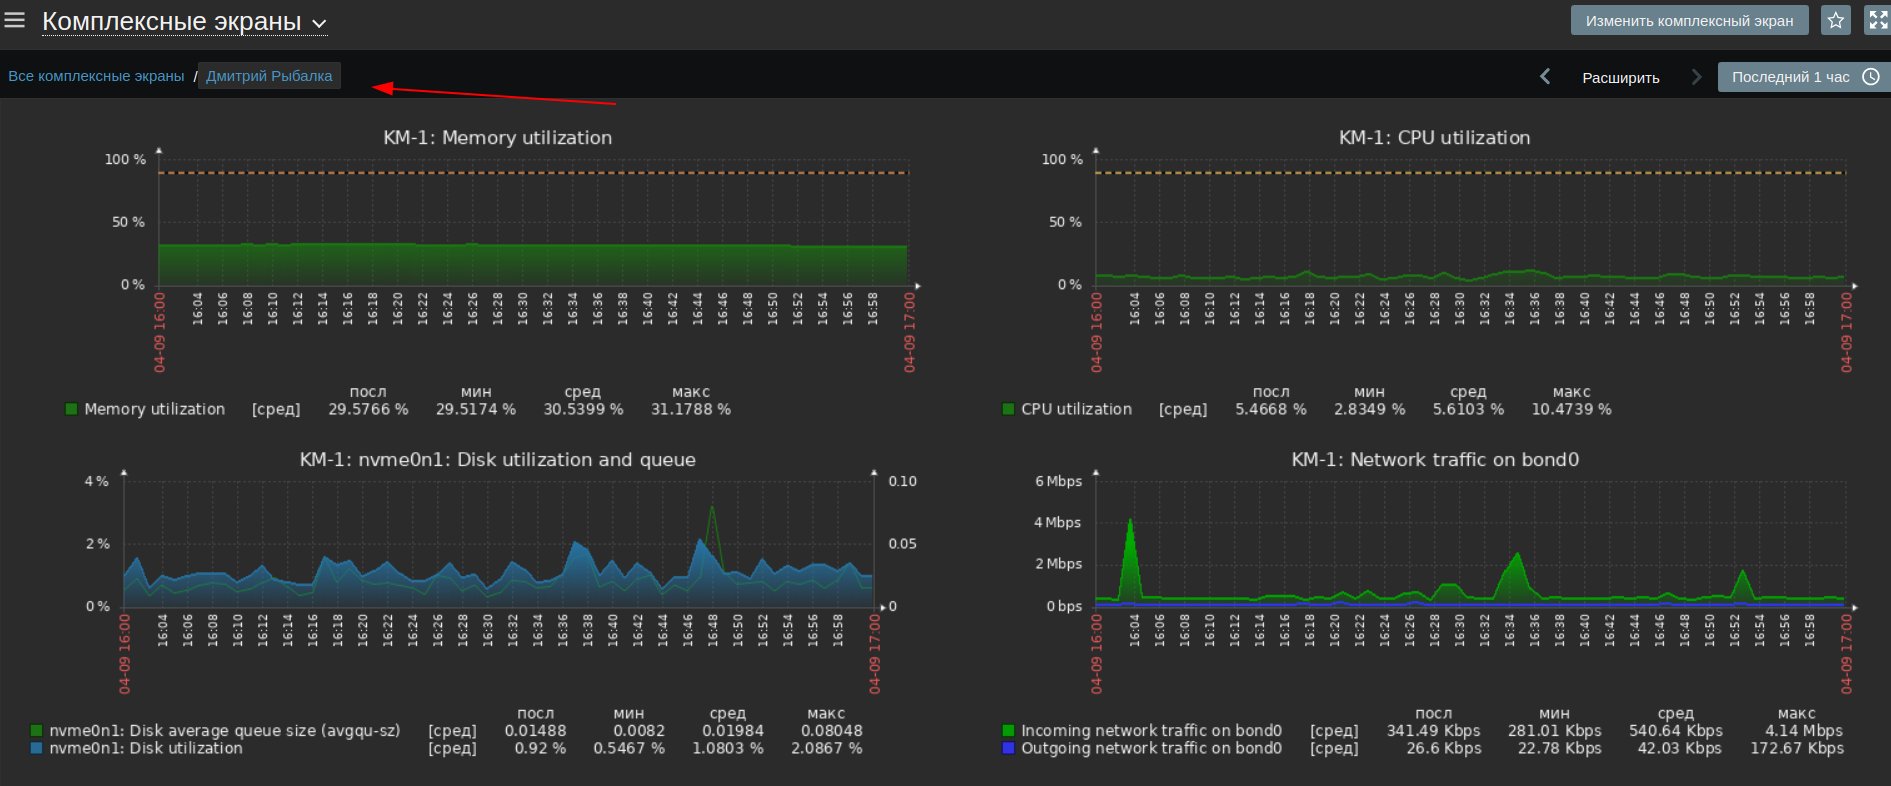 Комплексные экраны
Изменить комплексный экран
Все комплексные экраны / Дмитрий Рыбалка
Расширить
Последний 1 час
KM-1: Memory utilization
100 %
50 %
0 %
04-09 16:00 16:04 16:06 16:08 16:10 16:12 16:14 16:16 16:18 16:20 16:22 16:24 16:26 16:28 16:30 16:32 16:34 16:36 16:38 16:40 16:42 16:44 16:46 16:48 16:50 16:52 16:54 16:56 16:58 04-09 17:00
посл мин сред макс
Memory utilization [сред] 29.5766 % 29.5174 % 30.5399 % 31.1788 %
KM-1: CPU utilization
100 %
50 %
0 %
04-09 16:00 16:04 16:06 16:08 16:10 16:12 16:14 16:16 16:18 16:20 16:22 16:24 16:26 16:28 16:30 16:32 16:34 16:36 16:38 16:40 16:42 16:44 16:46 16:48 16:50 16:52 16:54 16:56 16:58 04-09 17:00
посл мин сред макс
CPU utilization [сред] 5.4668 % 2.8349 % 5.6103 % 10.4739 %
KM-1: nvme0n1: Disk utilization and queue
4 % 0.10
2 % 0.05
0 % 0
04-09 16:00 16:04 16:06 16:08 16:10 16:12 16:14 16:16 16:18 16:20 16:22 16:24 16:26 16:28 16:30 16:32 16:34 16:36 16:38 16:40 16:42 16:44 16:46 16:48 16:50 16:52 16:54 16:56 16:58 04-09 17:00
посл мин сред макс
nvme0n1: Disk average queue size (avgqu-sz) [сред] 0.01488 0.0082 0.01984 0.08048
nvme0n1: Disk utilization [сред] 0.92 % 0.5467 % 1.0803 % 2.0867 %
KM-1: Network traffic on bond0
6 Mbps
4 Mbps
2 Mbps
0 bps
04-09 16:00 16:04 16:06 16:08 16:10 16:12 16:14 16:16 16:18 16:20 16:22 16:24 16:26 16:28 16:30 16:32 16:34 16:36 16:38 16:40 16:42 16:44 16:46 16:48 16:50 16:52 16:54 16:56 16:58 04-09 17:00
посл мин сред макс
Incoming network traffic on bond0 [сред] 341.49 Kbps 281.01 Kbps 540.64 Kbps 4.14 Mbps
Outgoing network traffic on bond0 [сред] 26.6 Kbps 22.78 Kbps 42.03 Kbps 172.67 Kbps